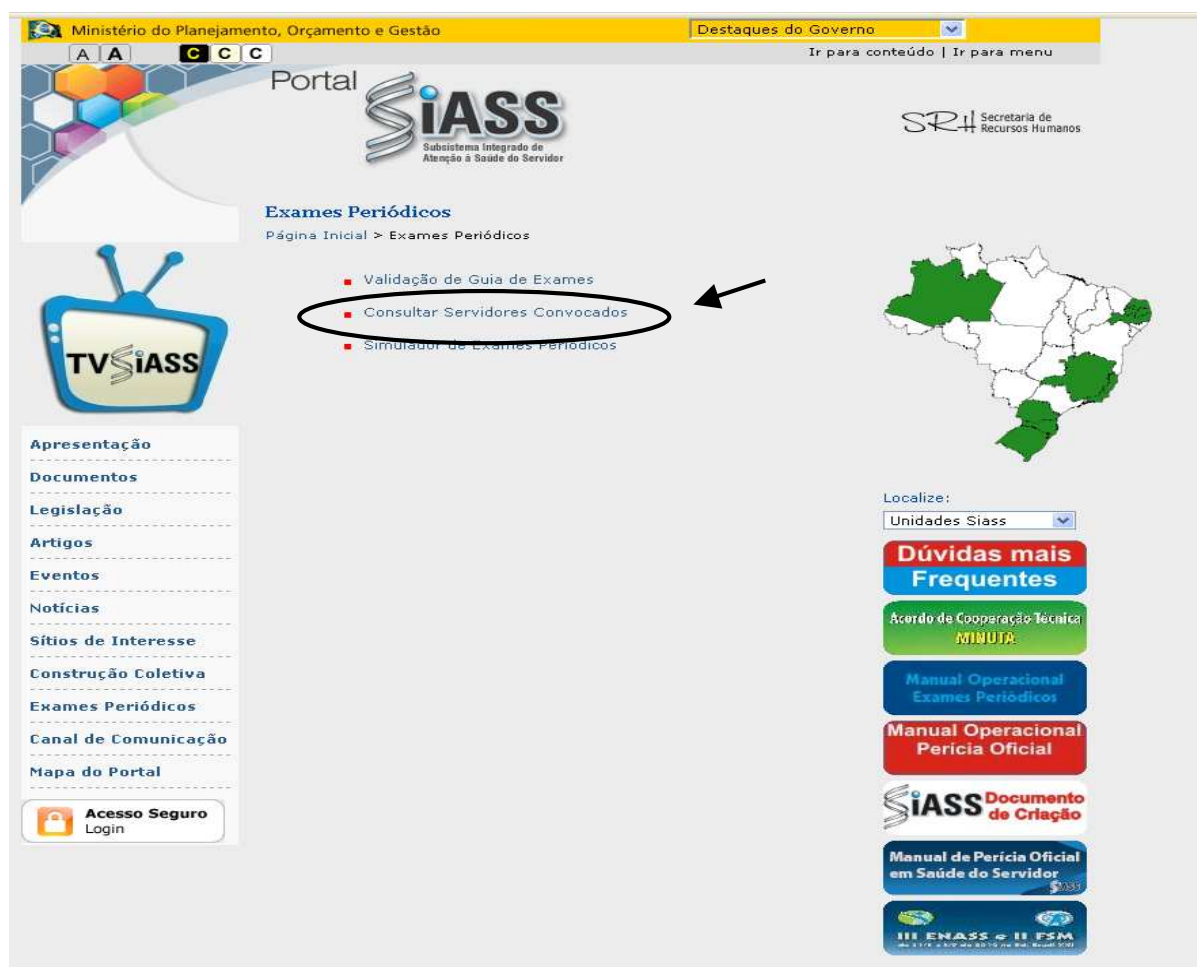 Ministério do Planejamento, Orçamento e Gestão
Destaques do Governo
A A C C C
Ir para conteúdo | Ir para menu
Portal
SiASS
Subsistema Integrado de
Atenção à Saúde do Servidor
SRH Secretaria de
Recursos Humanos
Exames Periódicos
Página Inicial > Exames Periódicos
Validação de Guia de Exames
Consultar Servidores Convocados
Simulador de Exames Periódicos
TVSiASS
Apresentação
Documentos
Legislação
Artigos
Eventos
Notícias
Sítios de Interesse
Construção Coletiva
Exames Periódicos
Canal de Comunicação
Mapa do Portal
Acesso Seguro
Login
Localize:
Unidades Siass
Dúvidas mais
Frequentes
Acordo de Cooperação Técnica
MINUTA
Manual Operacional
Exames Periódicos
Manual Operacional
Perícia Oficial
SiASS Documento
de Criação
Manual de Perícia Oficial
em Saúde do Servidor
SiASS
III ENASS e II FSM